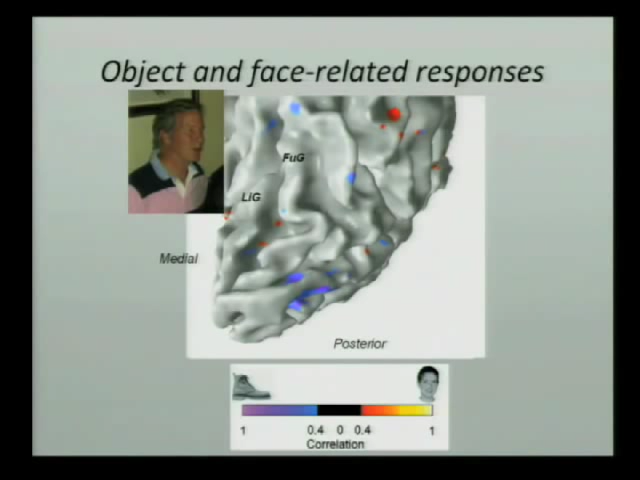 Object and face-related responses
FuG
LiG
Medial
Posterior
1 0.4 0 0.4 1
Correlation